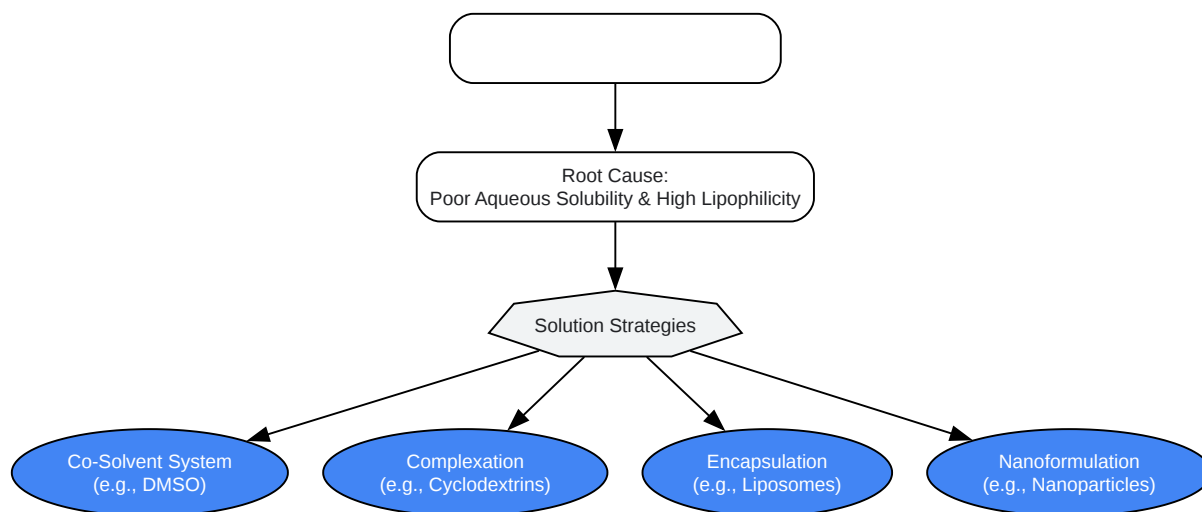 Root Cause:
Poor Aqueous Solubility & High Lipophilicity
Solution Strategies
Co-Solvent System
(e.g., DMSO)
Complexation
(e.g., Cyclodextrins)
Encapsulation
(e.g., Liposomes)
Nanoformulation
(e.g., Nanoparticles)